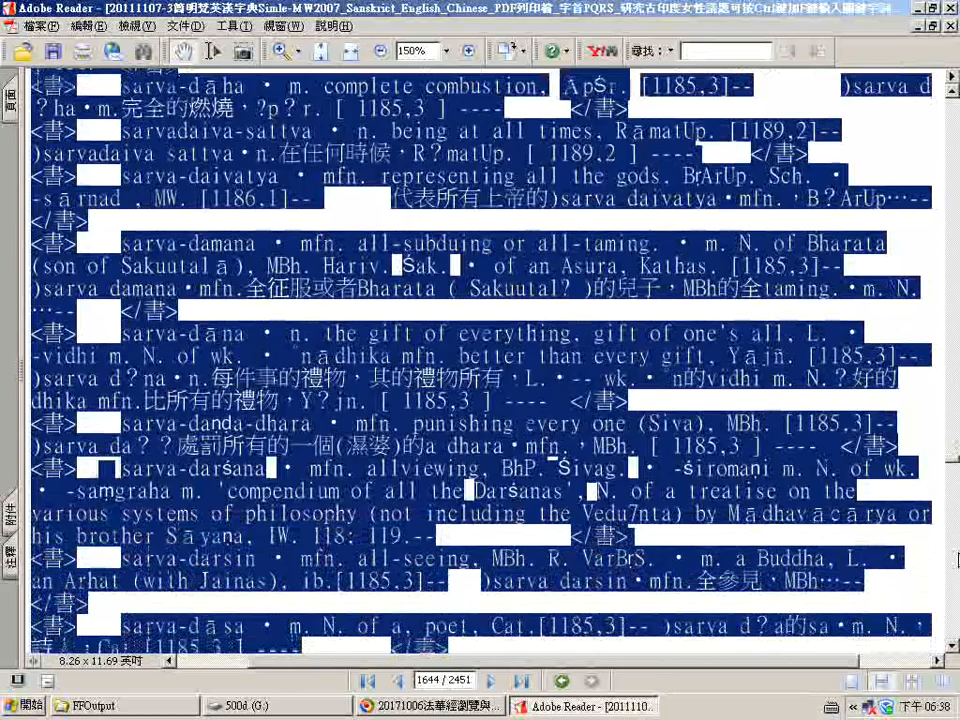 Adobe Reader - [20111107-3簡明梵英漢字典Simle-MW2007_Sanskrict_English_Chinese_PDF列印檔_字首PQRS_研究古印度女性議題可按Ctrl鍵加F鍵輸入關鍵字詞
檔案(F) 編輯(E) 檢視(V) 文件(D) 工具(T) 視窗(W) 說明(H)
150% 尋找:
<書> sarva-dāha • m. complete combustion, ĀpŚr. [1185,3]-- )sarva d
?ha•m.完全的燃燒，?p?r. [ 1185,3 ] ---- </書>
<書> sarvadaiva-sattva • n. being at all times, RāmatUp. [1189,2]--
)sarvadaiva sattva•n.在任何時候，R?matUp. [ 1189,2 ] ---- </書>
<書> sarva-daivatya • mfn. representing all the gods. BrArUp. Sch. •
-sārnad , MW. [1186,1]-- 代表所有上帝的)sarva daivatya•mfn.，B?ArUp…--
</書>
<書> sarva-damana • mfn. all-subduing or all-taming. • m. N. of Bharata
(son of Sakuutalā), MBh. Hariv. Śak. • of an Asura, Kathas. [1185,3]--
)sarva damana•mfn.全征服或者Bharata ( Sakuutal? )的兒子，MBh的全taming.•m. N.
…-- </書>
<書> sarva-dāna • n. the gift of everything, gift of one's all, L. •
-vidhi m. N. of wk. • nādhika mfn. better than every gift, Yājñ. [1185,3]--
)sarva d?na•n.每件事的禮物，其的禮物所有，L.•-- wk.•n的vidhi m. N.？好的
dhika mfn.比所有的禮物，Y?jn. [ 1185,3 ] ---- </書>
<書> sarva-daṇḍa-dhara • mfn. punishing every one (Siva), MBh. [1185,3]--
)sarva da??處罰所有的一個(濕婆)的a dhara•mfn.，MBh. [ 1185,3 ] ---- </書>
<書> sarva-darśana • mfn. allviewing, BhP. Śivag. • -śiromaṇi m. N. of wk.
• -saṃgraha m. 'compendium of all the Darśanas', N. of a treatise on the
various systems of philosophy (not including the Vedu7nta) by Mādhavācārya or
his brother Sāyaṇa, IW. 118; 119.-- </書>
<書> sarva-darsin • mfn. all-seeing, MBh. R. VarBrS. • m. a Buddha, L. •
an Arhat (with Jainas), ib.[1185,3]-- )sarva darsin•mfn.全參見，MBh…--
</書>
<書> sarva-dāsa • m. N. of a, poet, Cat.[1185,3]-- )sarva d?a的sa•m. N.，
詩人，Cat [1185,3 ] ---- </書>
頁面
附件
註釋
8.26 x 11.69 英吋
1644 / 2451
開始 FFOutput 500d (G:) 20171006法華經瀏覽與... Adobe Reader - [2011110... 下午 06:38